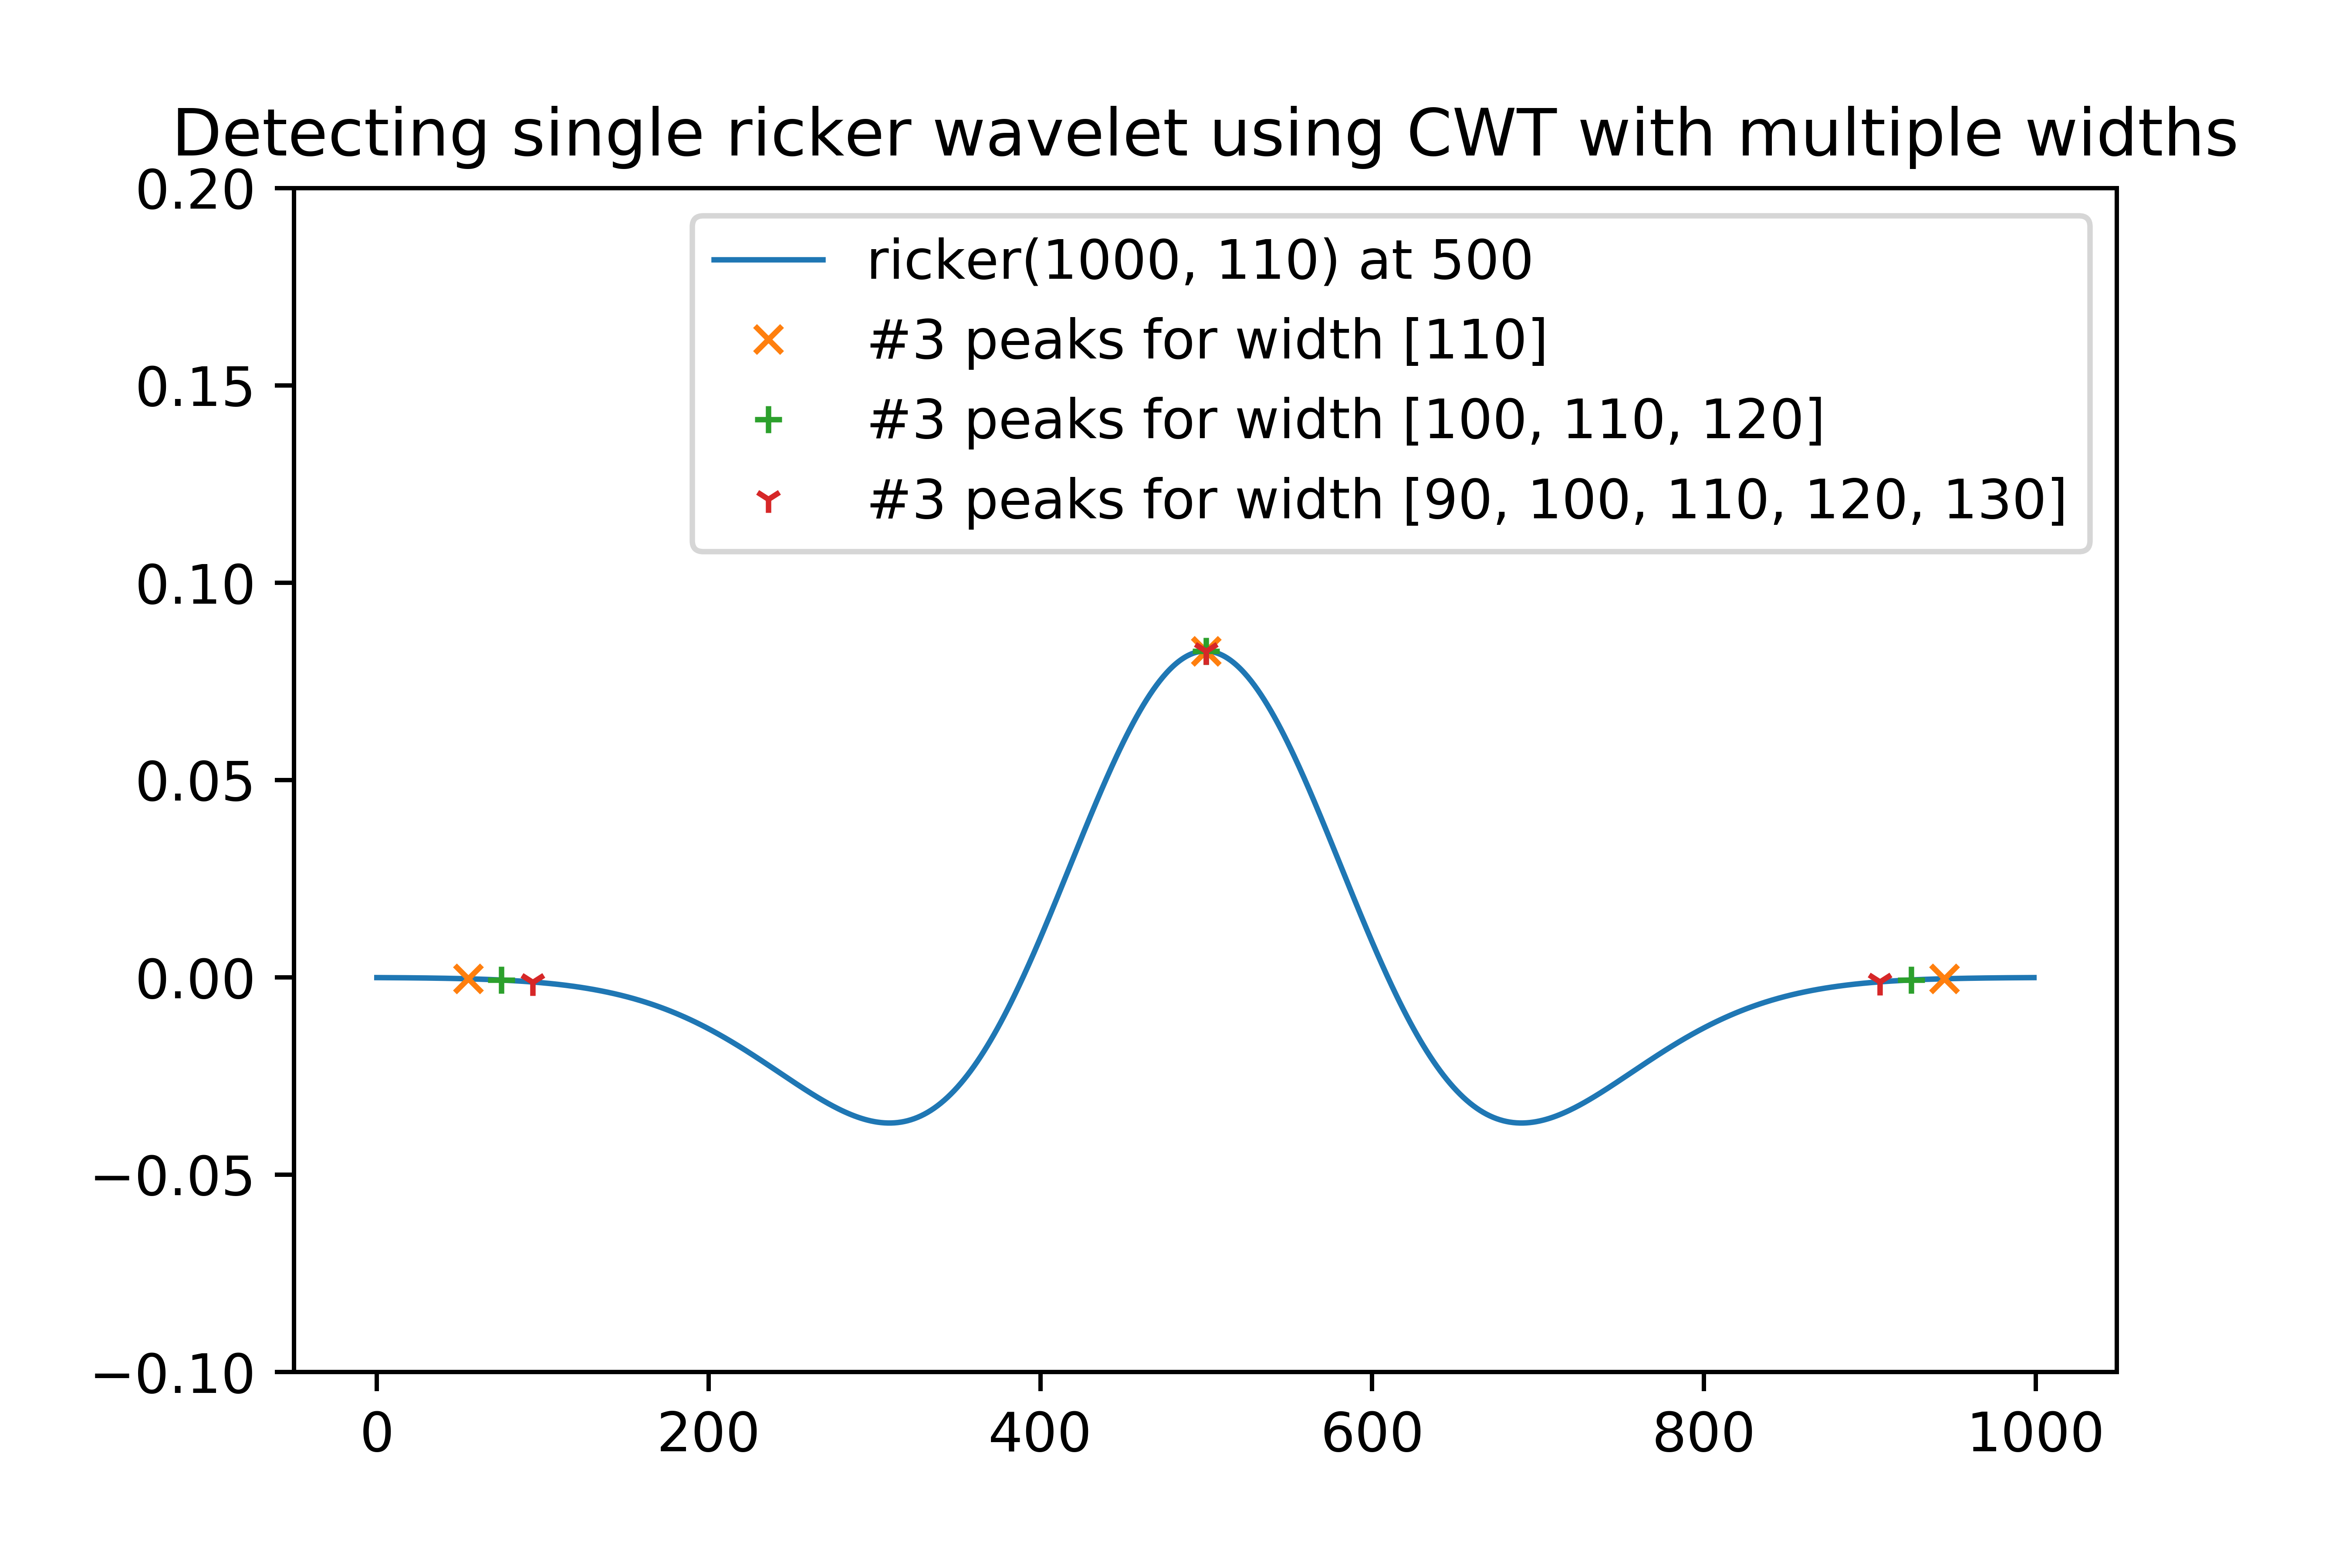 Detecting single ricker wavelet using CWT with multiple widths
0.20
ricker(1000, 110) at 500
#3 peaks for width [110]
0.15
#3 peaks for width [100, 110, 120]
#3 peaks for width [90, 100, 110, 120, 130]
0.10
0.05
0.00
−0.05
−0.10
0 200 400 600 800 1000